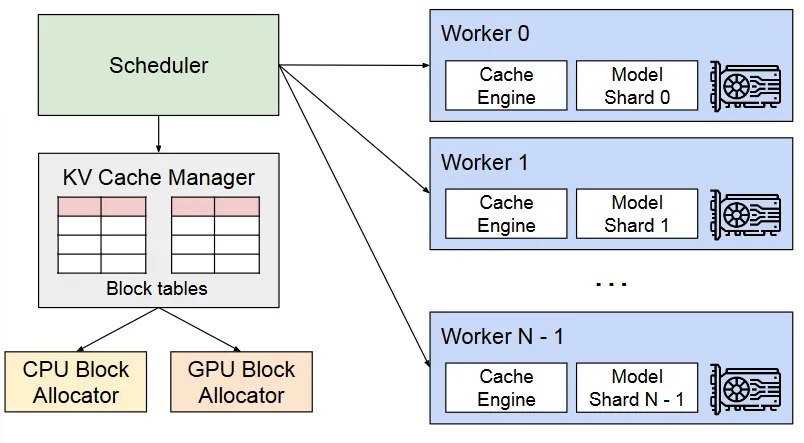 Scheduler
KV Cache Manager
Block tables
CPU Block
Allocator
GPU Block
Allocator
Worker 0
Cache
Engine
Model
Shard 0
Worker 1
Cache
Engine
Model
Shard 1
...
Worker N - 1
Cache
Engine
Model
Shard N - 1